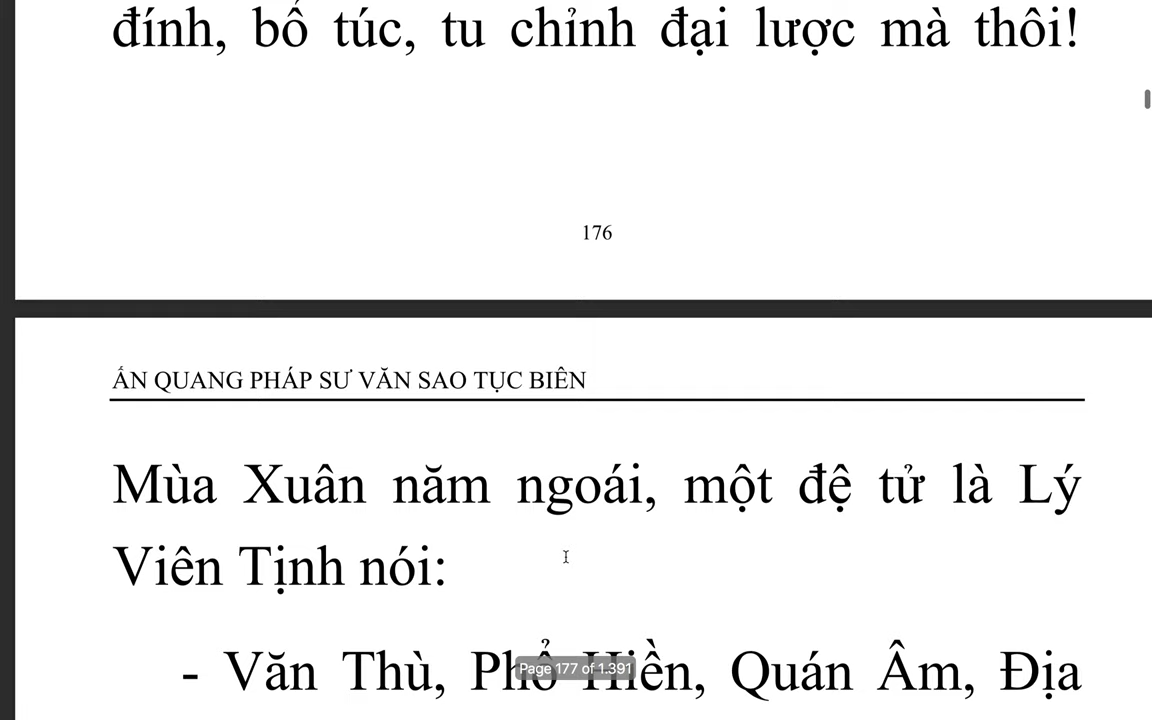 đính, bổ túc, tu chỉnh đại lược mà thôi!
176
ẤN QUANG PHÁP SƯ VĂN SAO TỤC BIÊN
Mùa Xuân năm ngoái, một đệ tử là Lý
Viên Tịnh nói:
- Văn Thù, Phổ Hiền, Quán Âm, Địa
Page 177 of 1.391